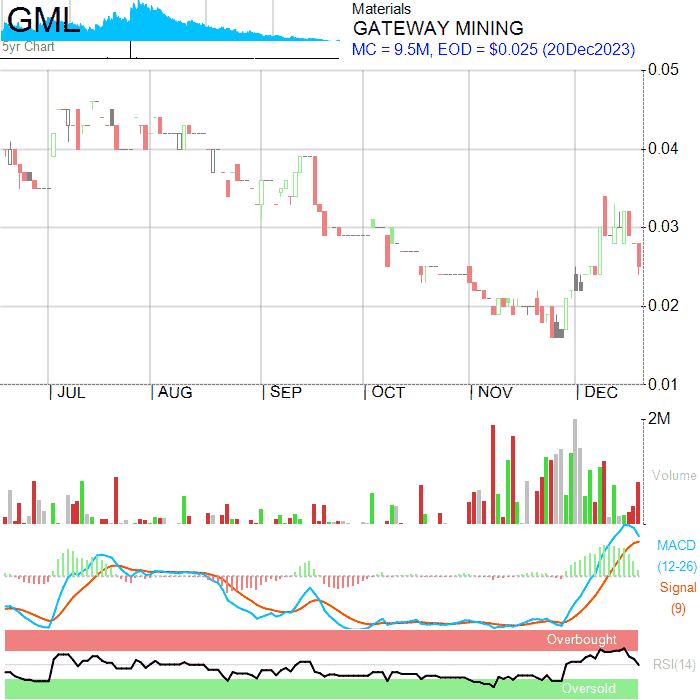 GML
5yr Chart
Materials
GATEWAY MINING
MC = 9.5M, EOD = $0.025 (20Dec2023)
0.05
0.04
0.03
0.02
0.01
JUL AUG SEP OCT NOV DEC
2M
Volume
MACD
(12-26)
Signal
(9)
Overbought
RSI(14)
Oversold